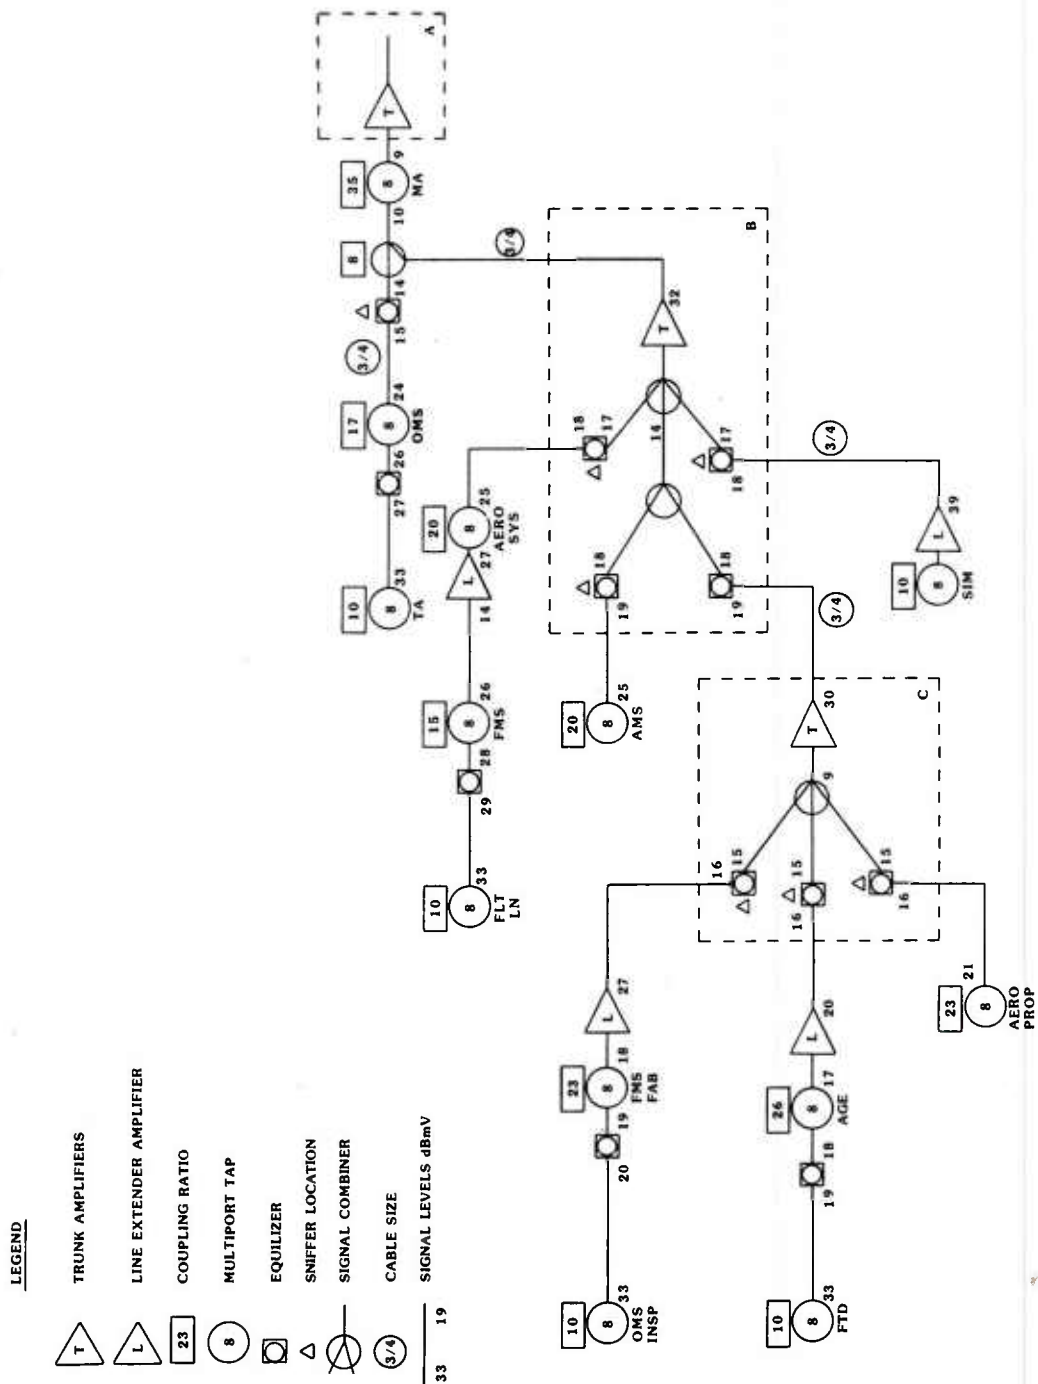 LEGEND
T TRUNK AMPLIFIERS
L LINE EXTENDER AMPLIFIER
23 COUPLING RATIO
8 MULTIPORT TAP
EQUILIZER
SNIFFER LOCATION
SIGNAL COMBINER
3/4 CABLE SIZE
33 19 SIGNAL LEVELS dBmV
10
8
33
TA
27
26
17
8
OMS
24
3/4
15
14
8
10
35
8
MA
9
T
A
10
8
33
FLT
LN
29
28
15
8
FMS
26
14
L
27
20
8
AERO
SYS
25
18
17
3/4
20
8
AMS
25
19
18
19
18
14
17
18
T
32
B
3/4
3/4
10
8
SIM
L
39
10
8
33
OMS
INSP
20
19
23
8
FMS
FAB
18
L
27
16
15
10
8
33
FTD
19
18
26
8
AGE
17
L
20
16
15
23
8
AERO
PROP
21
16
15
9
T
30
C